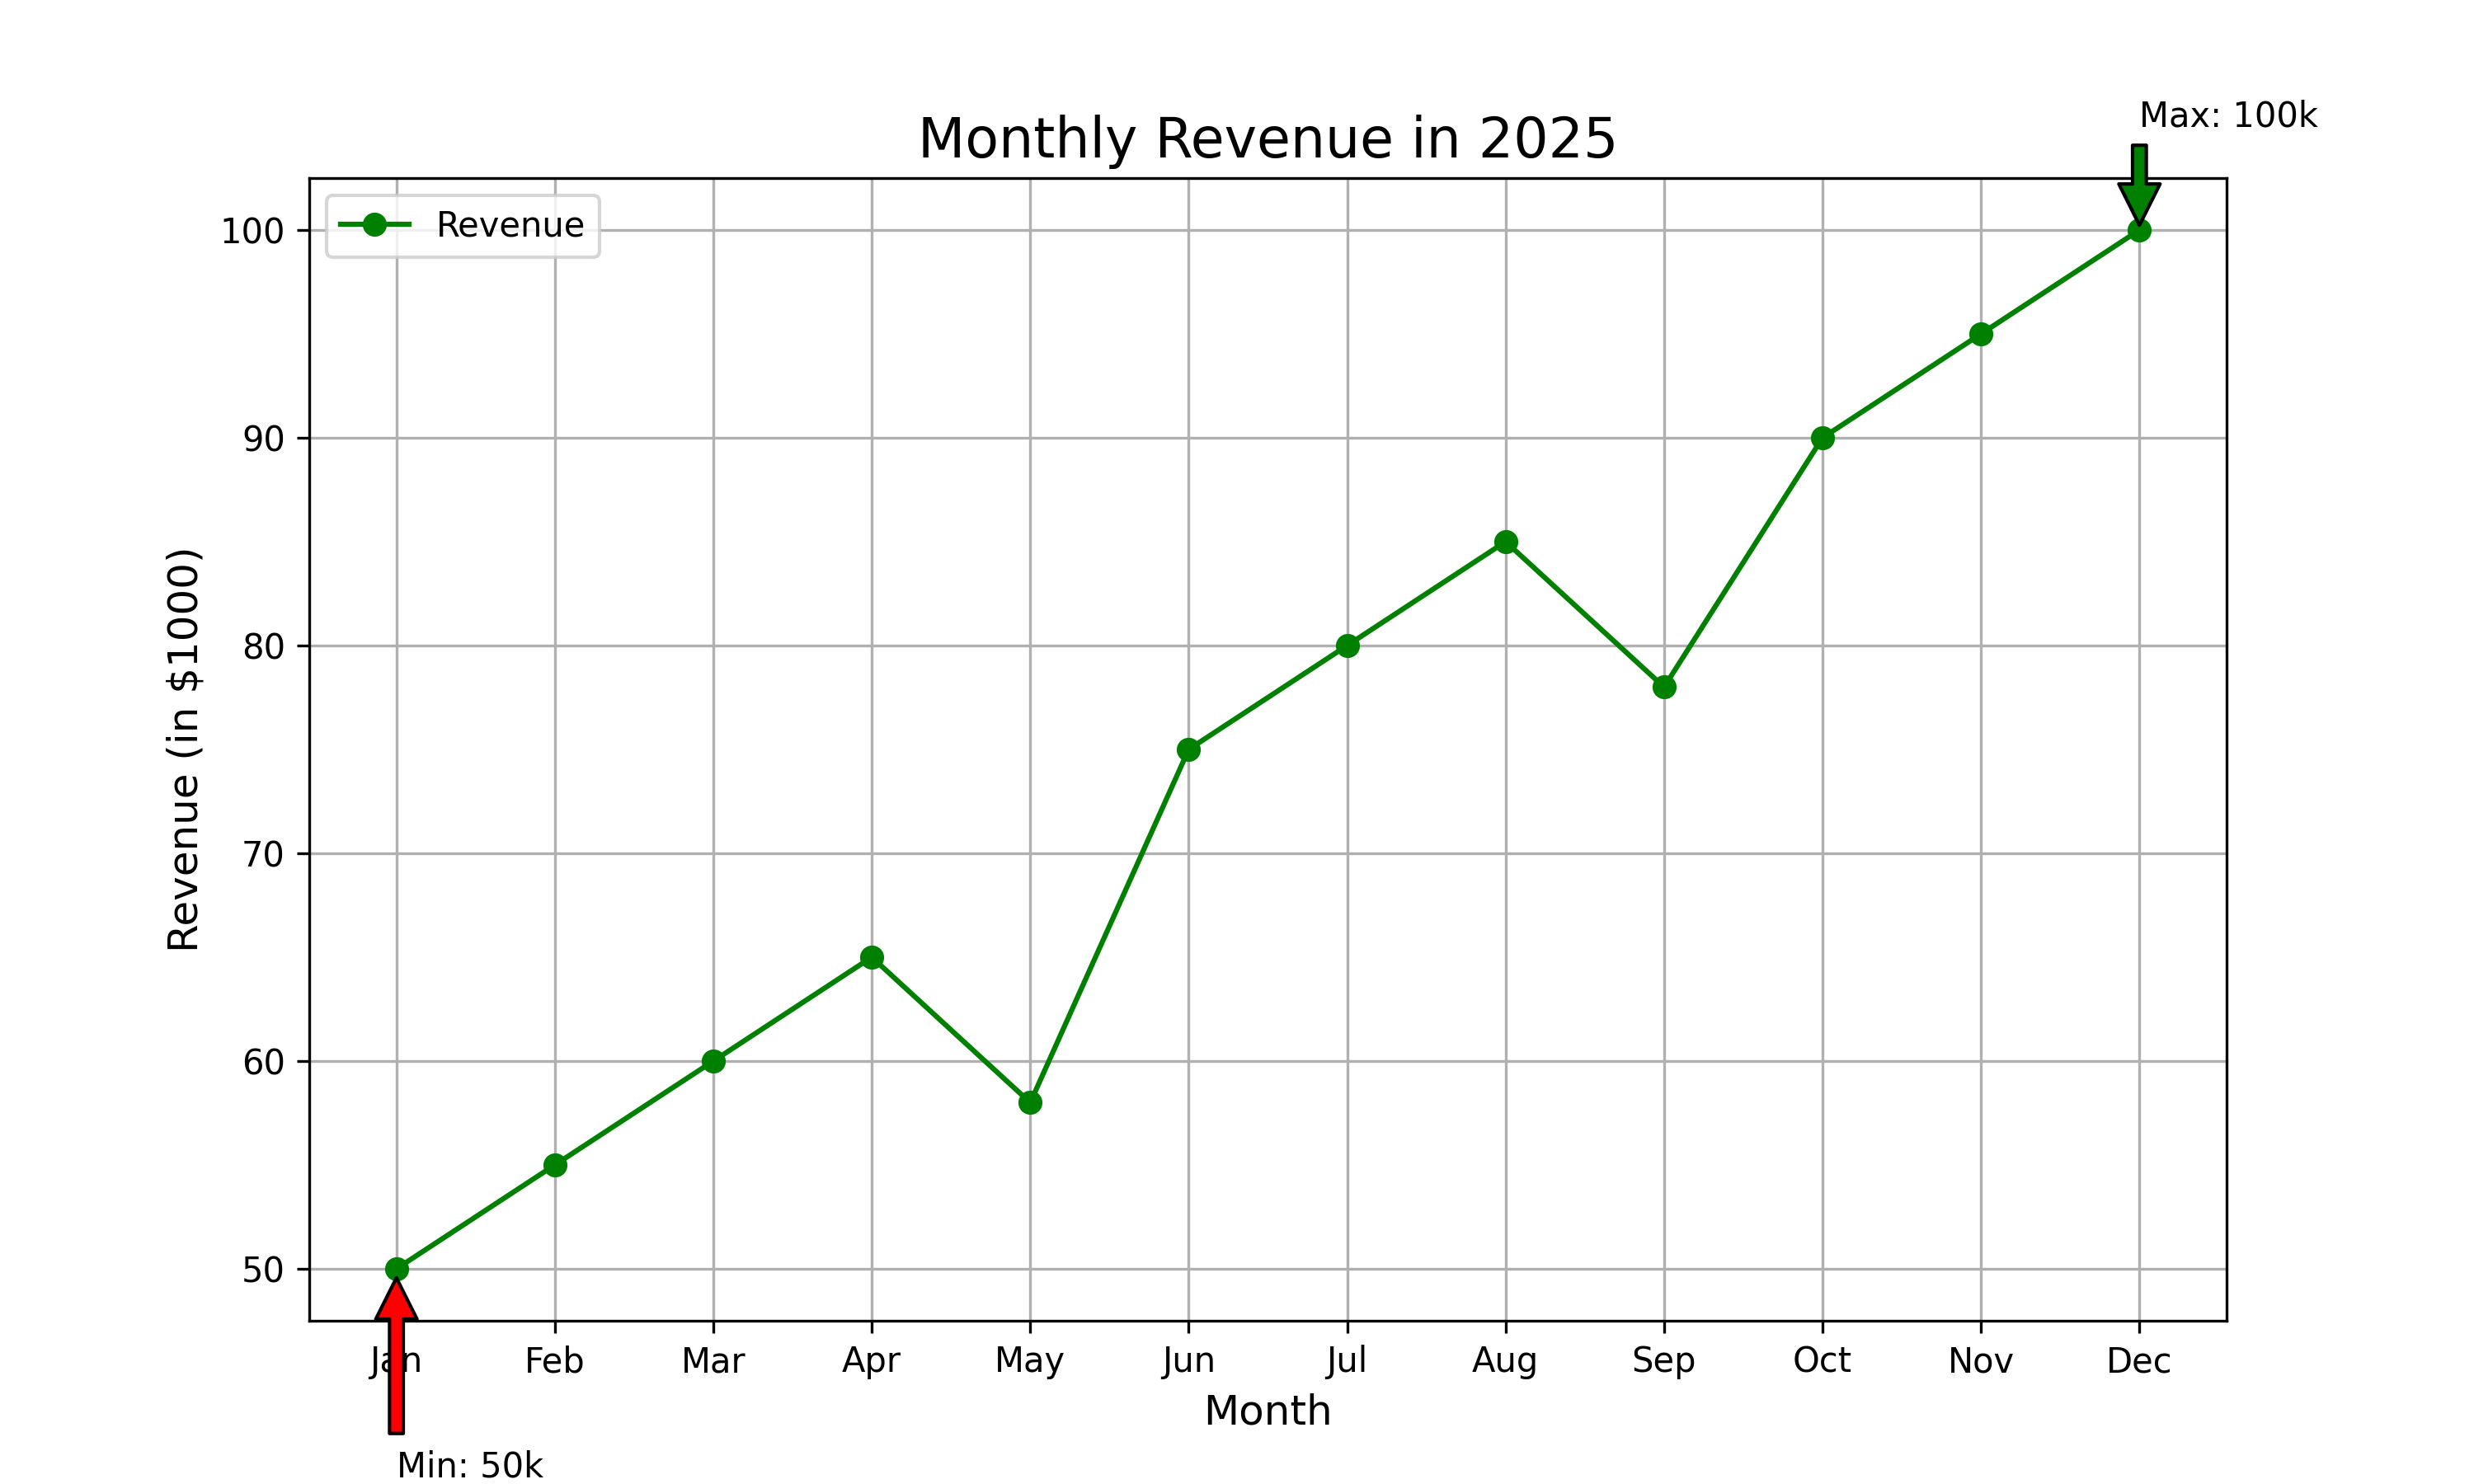 Max: 100k
Monthly Revenue in 2025
Revenue
100
90
80
70
60
50
Revenue (in $1000)
Jan Feb Mar Apr May Jun Jul Aug Sep Oct Nov Dec
Month
Min: 50k